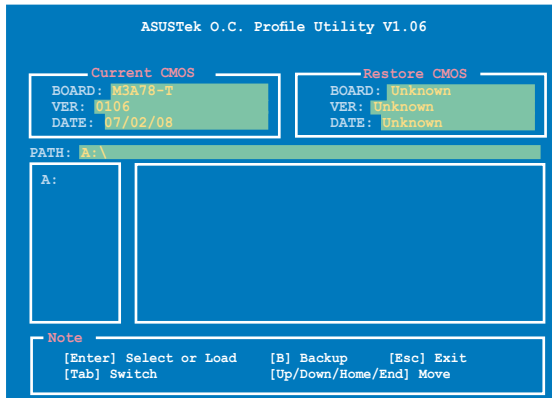 ASUSTek O.C. Profile Utility V1.06
Current CMOS
BOARD: M3A78-T
VER: 0106
DATE: 07/02/08
Restore CMOS
BOARD: Unknown
VER: Unknown
DATE: Unknown
PATH: A:\
A:
Note
[Enter] Select or Load [B] Backup [Esc] Exit
[Tab] Switch [Up/Down/Home/End] Move